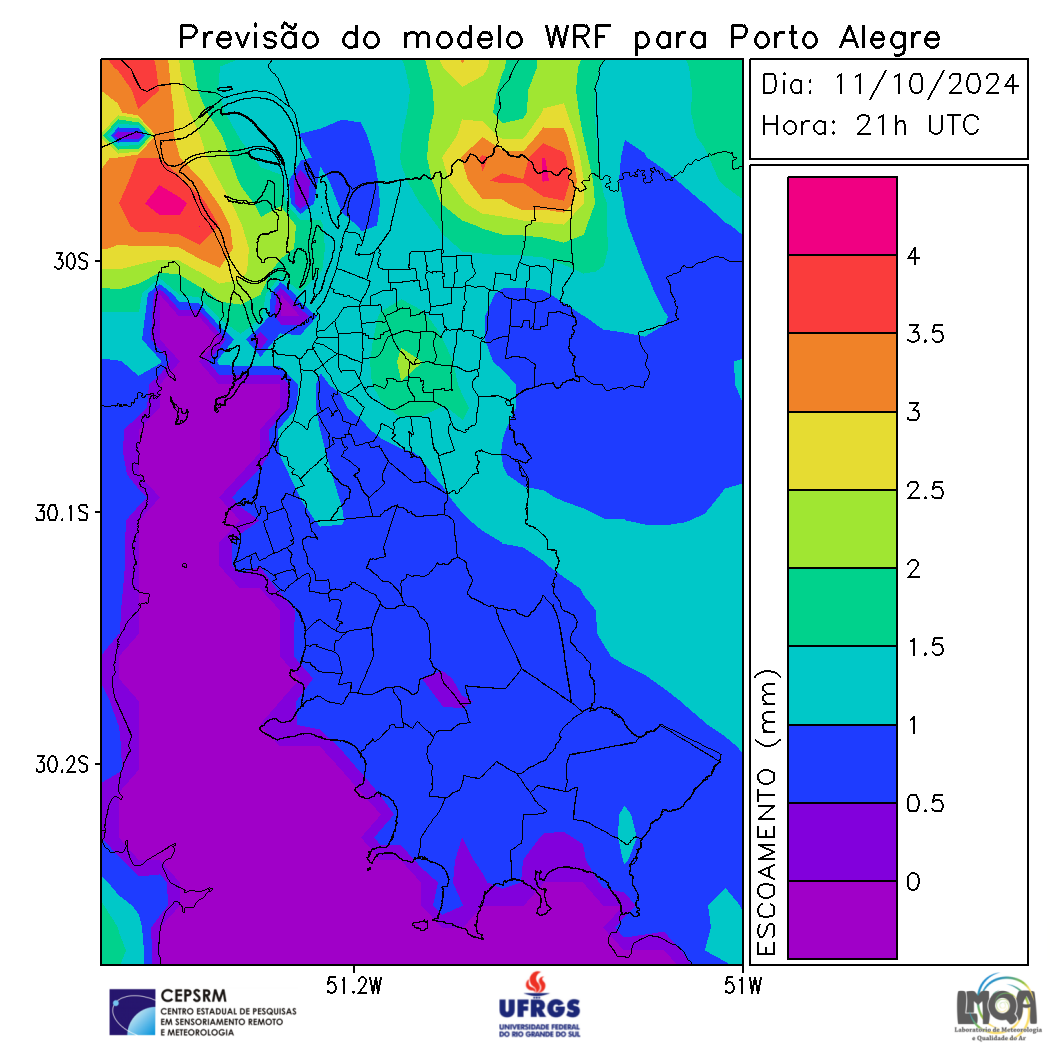 Previsão do modelo WRF para Porto Alegre
Dia: 11/10/2024
Hora: 21h UTC
30S
30.1S
30.2S
51.2W
51W
ESCOAMENTO (mm)
4
3.5
3
2.5
2
1.5
1
0.5
0
CEPSRM
CENTRO ESTADUAL DE PESQUISAS
EM SENSORIAMENTO REMOTO
E METEOROLOGIA
UFRGS
UNIVERSIDADE FEDERAL
DO RIO GRANDE DO SUL
LMQA
Laboratório de Meteorologia
e Qualidade do Ar